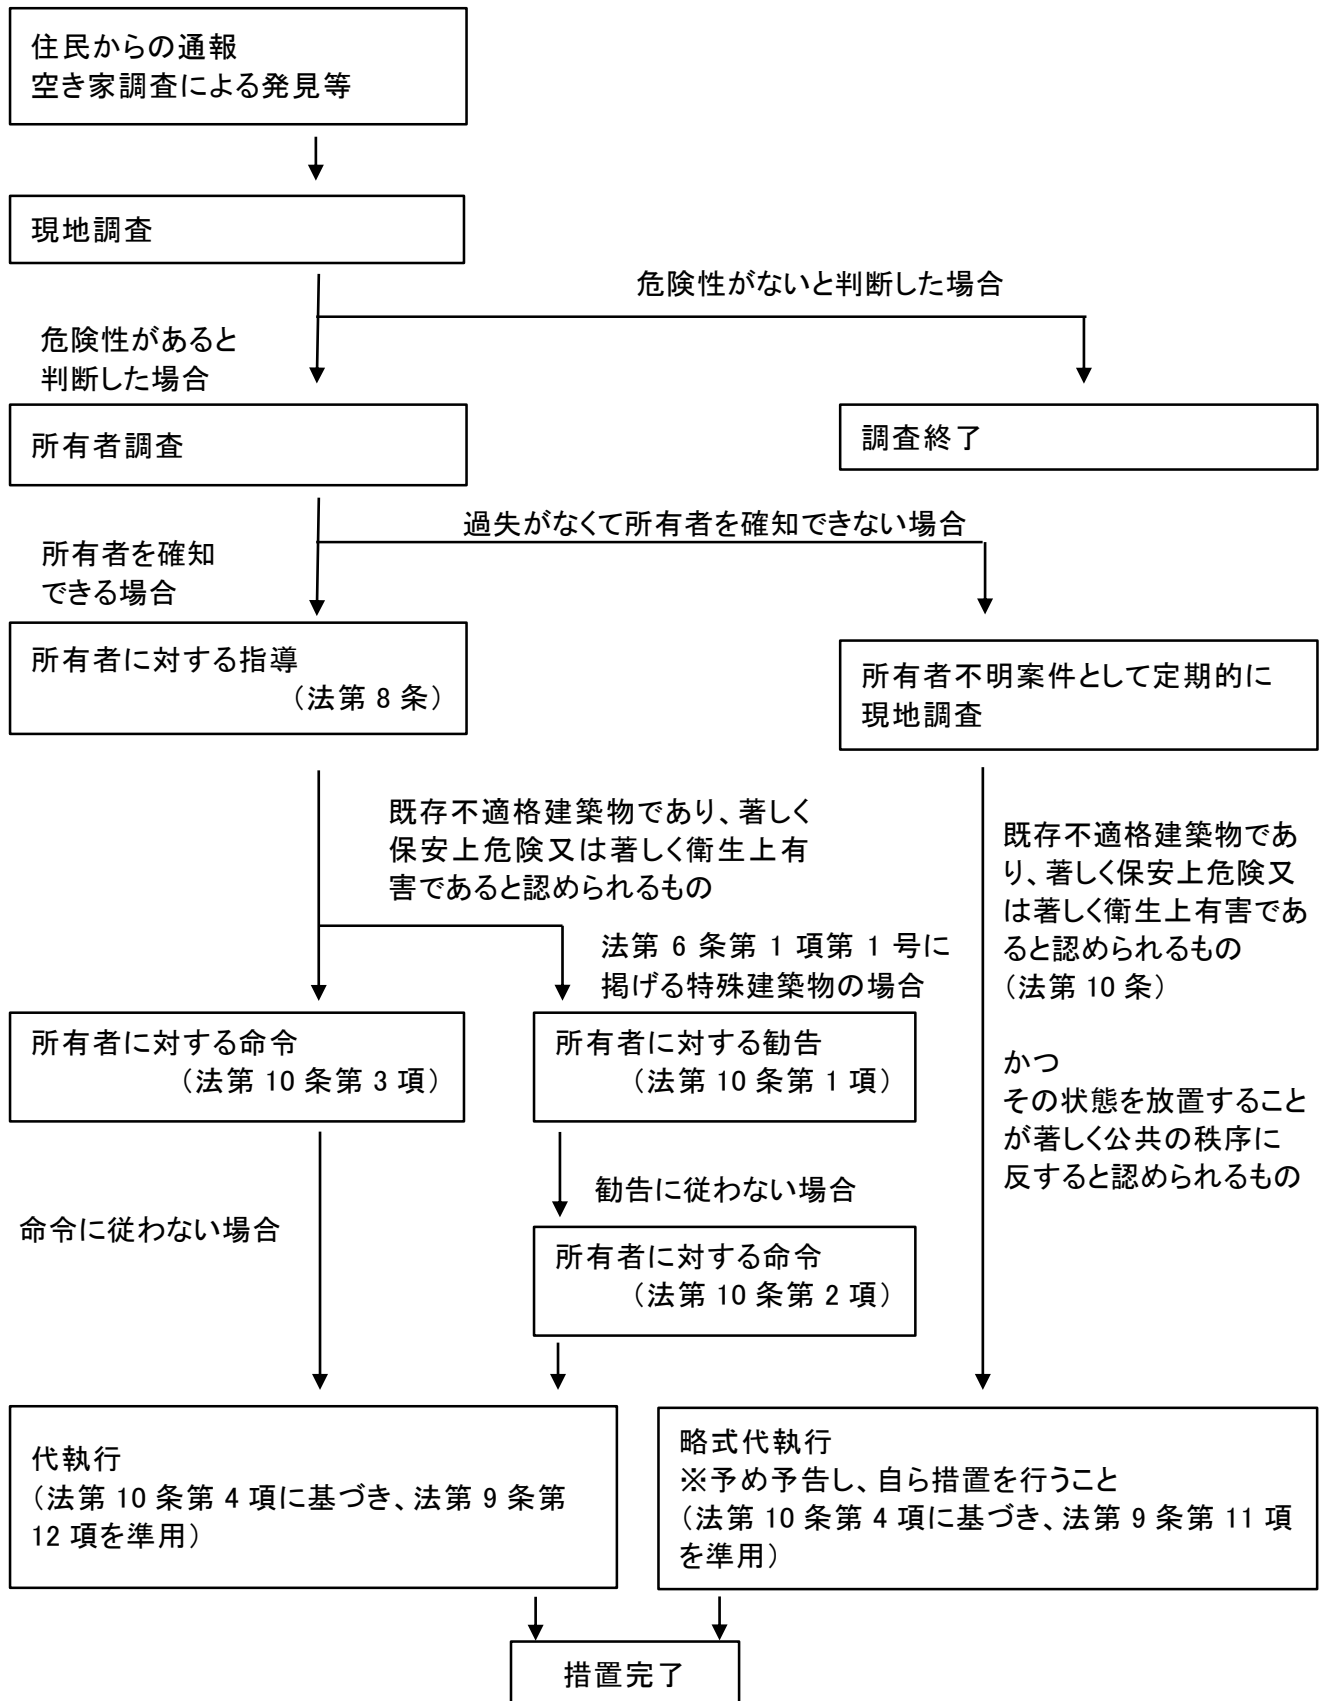 住民からの通報
空き家調査による発見等
現地調査
危険性がないと判断した場合
危険性があると
判断した場合
所有者調査
調査終了
過失がなくて所有者を確知できない場合
所有者を確知
できる場合
所有者に対する指導
（法第 8 条）
所有者不明案件として定期的に
現地調査
既存不適格建築物であり、著しく
保安上危険又は著しく衛生上有
害であると認められるもの
既存不適格建築物であ
り、著しく保安上危険又
は著しく衛生上有害であ
ると認められるもの
（法第 10 条）
かつ
その状態を放置すること
が著しく公共の秩序に
反すると認められるもの
法第 6 条第 1 項第 1 号に
掲げる特殊建築物の場合
所有者に対する命令
（法第 10 条第 3 項）
所有者に対する勧告
（法第 10 条第 1 項）
勧告に従わない場合
命令に従わない場合
所有者に対する命令
（法第 10 条第 2 項）
代執行
（法第 10 条第 4 項に基づき、法第 9 条第
12 項を準用）
略式代執行
※予め予告し、自ら措置を行うこと
（法第 10 条第 4 項に基づき、法第 9 条第 11 項
を準用）
措置完了